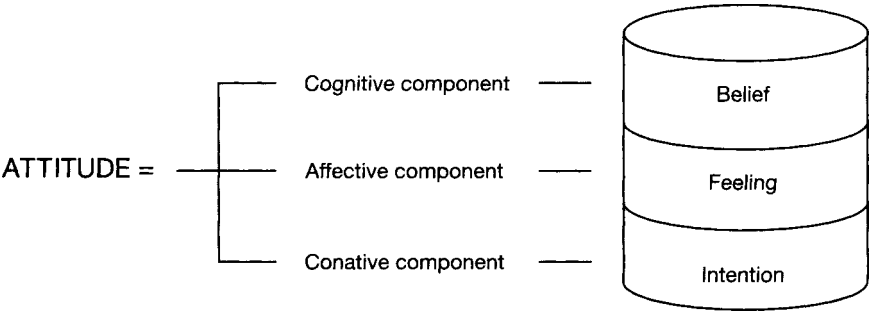 Cognitive component
Belief
ATTITUDE =
Affective component
Feeling
Conative component
Intention